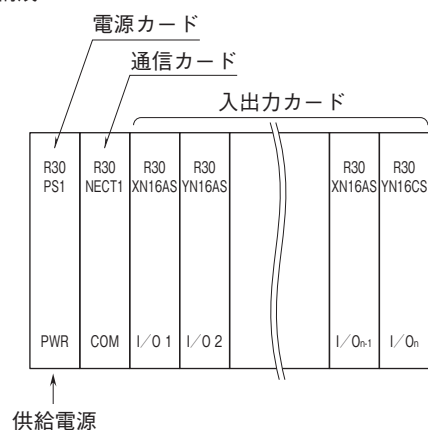 電源カード
通信カード
入出力カード
R30
PS1
R30
NECT1
R30
XN16AS
R30
YN16AS
R30
XN16AS
R30
YN16CS
PWR
COM
I/O 1
I/O 2
I/On-1
I/On
供給電源